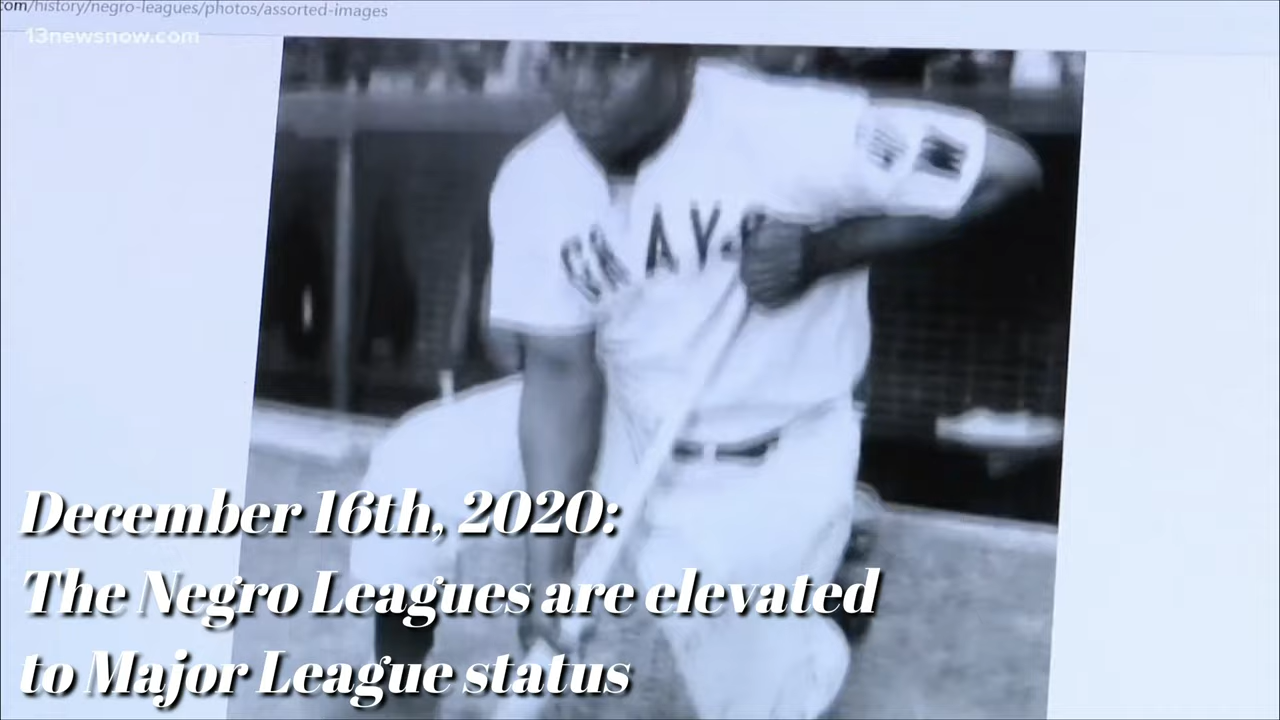 com/history/negro-leagues/photos/assorted-images
13newsnow.com
GRAYS
December 16th, 2020:
The Negro Leagues are elevated
to Major League status